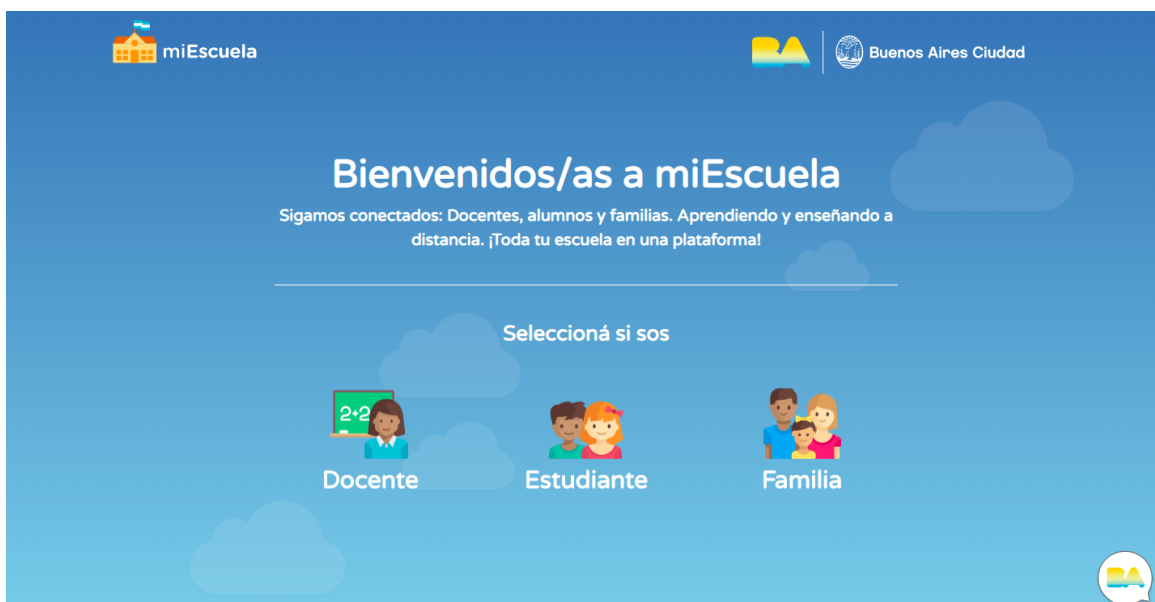 miEscuela
BA
Buenos Aires Ciudad
Bienvenidos/as a miEscuela
Sigamos conectados: Docentes, alumnos y familias. Aprendiendo y enseñando a
distancia. ¡Toda tu escuela en una plataforma!
Seleccioná si sos
2+2
Docente
Estudiante
Familia
BA